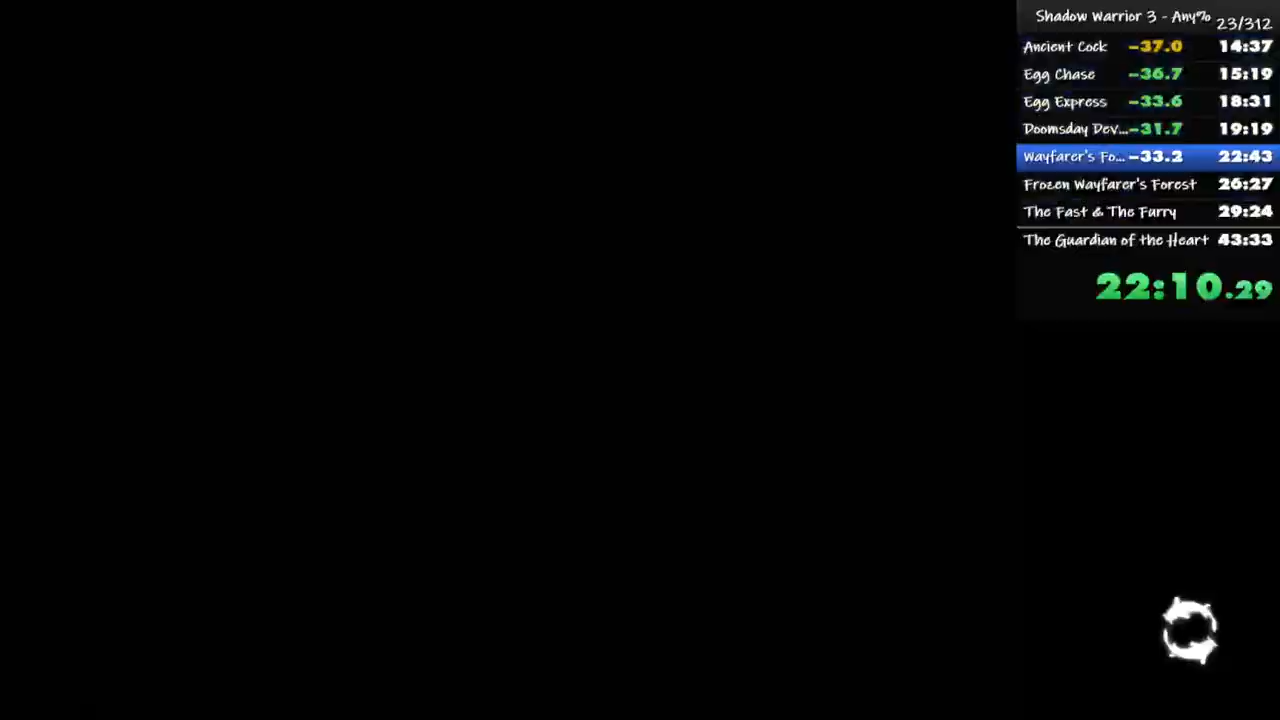 Shadow Warrior 3 - Any% 23/312
Ancient Cock -37.0 14:37
Egg Chase -36.7 15:19
Egg Express -33.6 18:31
Doomsday Dev... -31.7 19:19
Wayfarer's Fo... -33.2 22:43
Frozen Wayfarer's Forest 26:27
The Fast & The Furry 29:24
The Guardian of the Heart 43:33
22:10.29